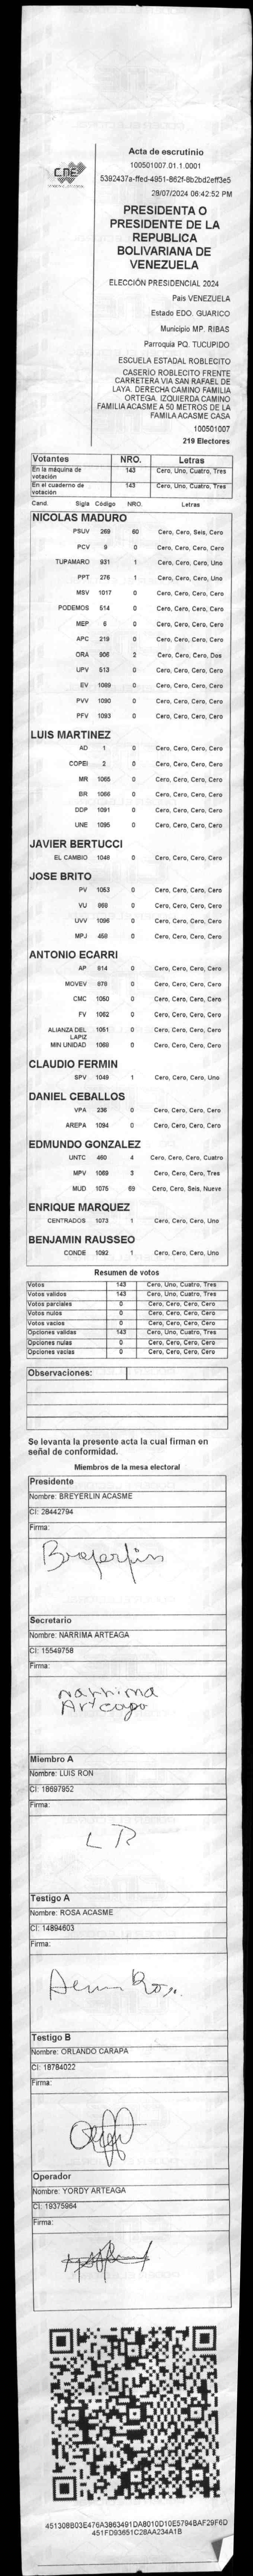 CNE
Acta de escrutinio
100501007.01.1.0001
5392437a-ffed-4951-862f-8b2bd2eff3e5
28/07/2024 06:42:52 PM
PRESIDENTA O
PRESIDENTE DE LA
REPUBLICA
BOLIVARIANA DE
VENEZUELA
ELECCIÓN PRESIDENCIAL 2024
País VENEZUELA
Estado EDO. GUARICO
Municipio MP. RIBAS
Parroquia PQ. TUCUPIDO
ESCUELA ESTADAL ROBLECITO
CASERÍO ROBLECITO FRENTE
CARRETERA VIA SAN RAFAEL DE
LAYA. DERECHA CAMINO FAMILIA
ORTEGA. IZQUIERDA CAMINO
FAMILIA ACASME A 50 METROS DE LA
FAMILA ACASME CASA
100501007
219 Electores
Votantes NRO. Letras
En la máquina de votación 143 Cero, Uno, Cuatro, Tres
En el cuaderno de votación 143 Cero, Uno, Cuatro, Tres
Cand. Sigla Código NRO. Letras
NICOLAS MADURO
PSUV 269 60 Cero, Cero, Seis, Cero
PCV 9 0 Cero, Cero, Cero, Cero
TUPAMARO 931 1 Cero, Cero, Cero, Uno
PPT 276 1 Cero, Cero, Cero, Uno
MSV 1017 0 Cero, Cero, Cero, Cero
PODEMOS 514 0 Cero, Cero, Cero, Cero
MEP 6 0 Cero, Cero, Cero, Cero
APC 219 0 Cero, Cero, Cero, Cero
ORA 906 2 Cero, Cero, Cero, Dos
UPV 513 0 Cero, Cero, Cero, Cero
EV 1089 0 Cero, Cero, Cero, Cero
PVV 1090 0 Cero, Cero, Cero, Cero
PFV 1093 0 Cero, Cero, Cero, Cero
LUIS MARTINEZ
AD 1 0 Cero, Cero, Cero, Cero
COPEI 2 0 Cero, Cero, Cero, Cero
MR 1065 0 Cero, Cero, Cero, Cero
BR 1066 0 Cero, Cero, Cero, Cero
DDP 1091 0 Cero, Cero, Cero, Cero
UNE 1095 0 Cero, Cero, Cero, Cero
JAVIER BERTUCCI
EL CAMBIO 1048 0 Cero, Cero, Cero, Cero
JOSE BRITO
PV 1053 0 Cero, Cero, Cero, Cero
VU 969 0 Cero, Cero, Cero, Cero
UVV 1096 0 Cero, Cero, Cero, Cero
MPJ 458 0 Cero, Cero, Cero, Cero
ANTONIO ECARRI
AP 814 0 Cero, Cero, Cero, Cero
MOVEV 878 0 Cero, Cero, Cero, Cero
CMC 1050 0 Cero, Cero, Cero, Cero
FV 1062 0 Cero, Cero, Cero, Cero
ALIANZA DEL LAPIZ 1051 0 Cero, Cero, Cero, Cero
MIN UNIDAD 1068 0 Cero, Cero, Cero, Cero
CLAUDIO FERMIN
SPV 1049 1 Cero, Cero, Cero, Uno
DANIEL CEBALLOS
VPA 236 0 Cero, Cero, Cero, Cero
AREPA 1094 0 Cero, Cero, Cero, Cero
EDMUNDO GONZALEZ
UNTC 460 4 Cero, Cero, Cero, Cuatro
MPV 1069 3 Cero, Cero, Cero, Tres
MUD 1075 69 Cero, Cero, Seis, Nueve
ENRIQUE MARQUEZ
CENTRADOS 1073 1 Cero, Cero, Cero, Uno
BENJAMIN RAUSSEO
CONDE 1092 1 Cero, Cero, Cero, Uno
Resumen de votos
Votos 143 Cero, Uno, Cuatro, Tres
Votos validos 143 Cero, Uno, Cuatro, Tres
Votos parciales 0 Cero, Cero, Cero, Cero
Votos nulos 0 Cero, Cero, Cero, Cero
Votos vacios 0 Cero, Cero, Cero, Cero
Opciones validas 143 Cero, Uno, Cuatro, Tres
Opciones nulas 0 Cero, Cero, Cero, Cero
Opciones vacias 0 Cero, Cero, Cero, Cero
Observaciones:
Se levanta la presente acta la cual firman en
señal de conformidad.
Miembros de la mesa electoral
Presidente
Nombre: BREYERLIN ACASME
CI: 28442794
Firma:
Breyerlin
Secretario
Nombre: NARRIMA ARTEAGA
CI: 15549758
Firma:
Narrima
Miembro A
Nombre: LUIS RON
CI: 18697952
Firma:
LR
Testigo A
Nombre: ROSA ACASME
CI: 14894603
Firma:
Testigo B
Nombre: ORLANDO CARAPA
CI: 18784022
Firma:
Operador
Nombre: YORDY ARTEAGA
CI: 19375964
Firma:
451308B03E476A3863491DA8010D10E5794BAF29F6D
451FD93651C28AA234A1B